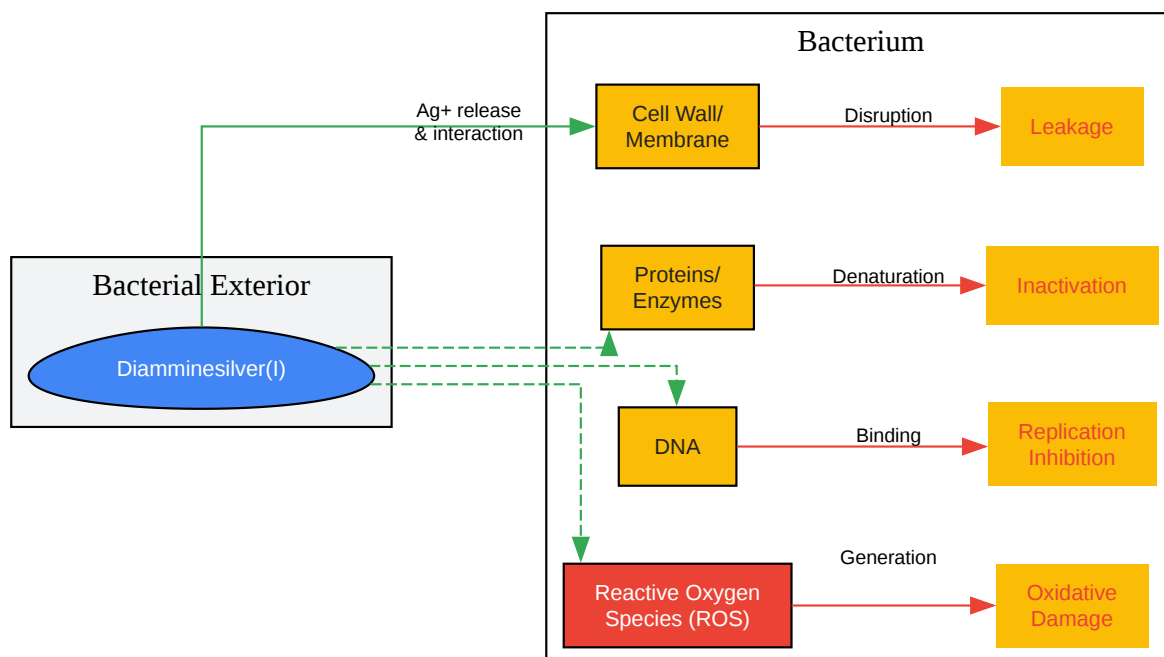 Bacterium
Ag+ release
& interaction
Cell Wall/
Membrane
Disruption
Leakage
Bacterial Exterior
Diamminesilver(I)
Proteins/
Enzymes
Denaturation
Inactivation
DNA
Binding
Replication
Inhibition
Reactive Oxygen
Species (ROS)
Generation
Oxidative
Damage